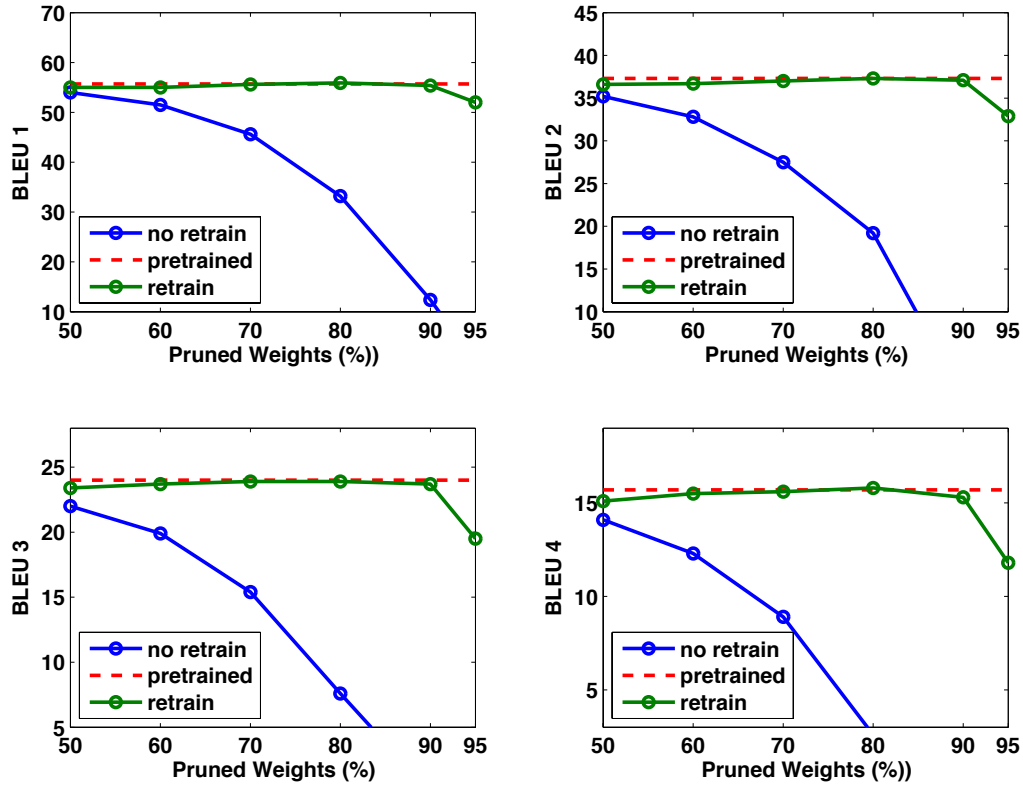 70
60
50
40
30
20
10
BLEU 1
no retrain
pretrained
retrain
50 60 70 80 90 95
Pruned Weights (%))
45
40
35
30
25
20
15
10
BLEU 2
no retrain
pretrained
retrain
50 60 70 80 90 95
Pruned Weights (%)
25
20
15
10
5
BLEU 3
no retrain
pretrained
retrain
50 60 70 80 90 95
Pruned Weights (%)
15
10
5
BLEU 4
no retrain
pretrained
retrain
50 60 70 80 90 95
Pruned Weights (%))